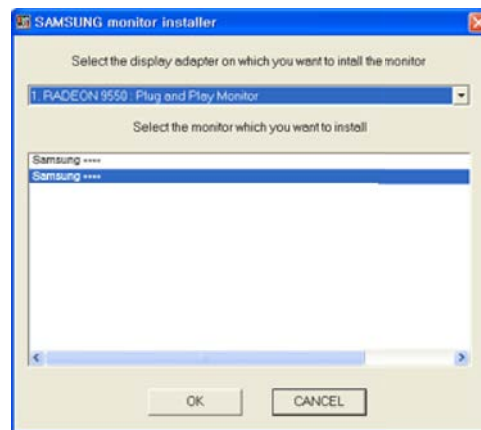 SAMSUNG monitor installer
Select the display adapter on which you want to intall the monitor
1. RADEON 9550 : Plug and Play Monitor
Select the monitor which you want to install
Samsung ****
Samsung ****
OK
CANCEL